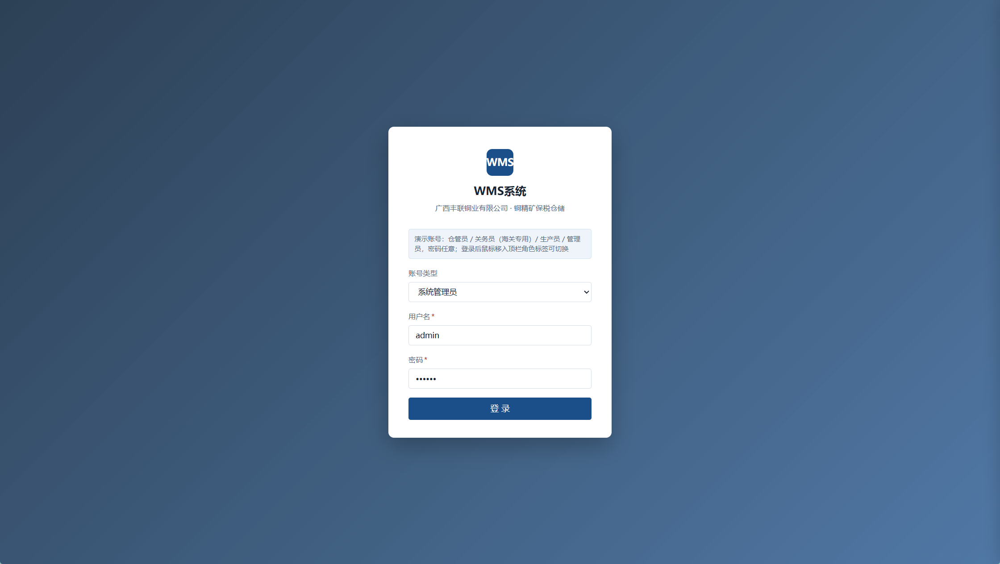 WMS
WMS系统
广西丰联铜业有限公司 · 铜精矿保税仓储
演示账号：仓管员 / 关务员（海关专用）/ 生产员 / 管理
员，密码任意；登录后鼠标移入顶栏角色标签可切换
账号类型
系统管理员
用户名 *
admin
密码 *
••••••
登 录